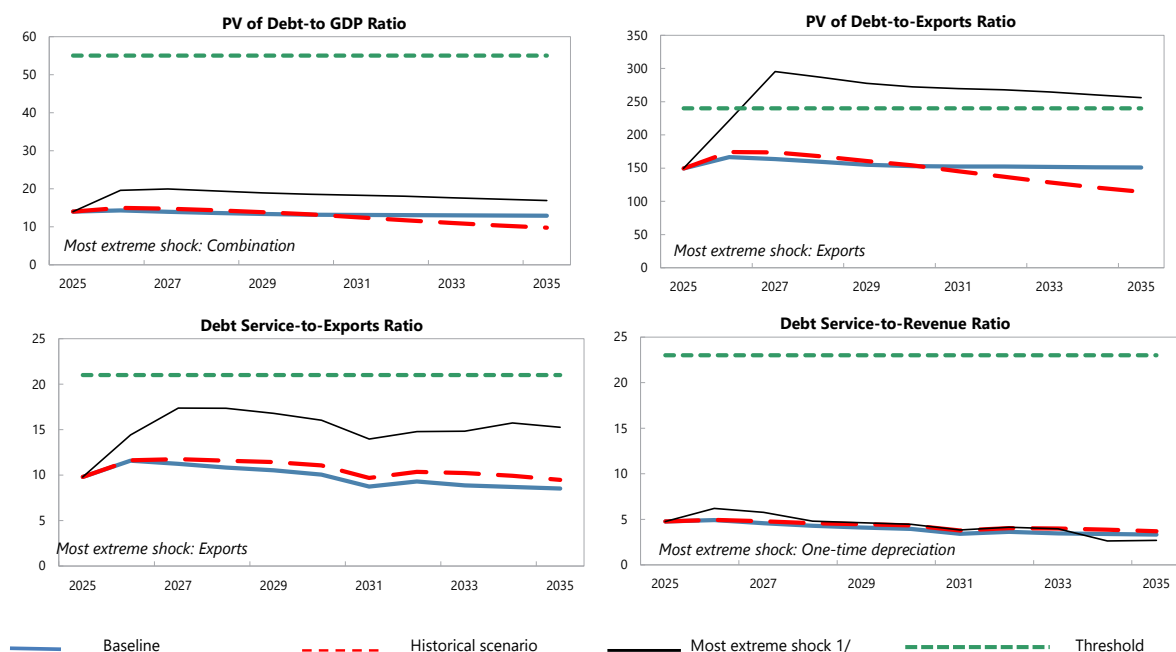 PV of Debt-to GDP Ratio
60
50
40
30
20
10
0
Most extreme shock: Combination
2025 2027 2029 2031 2033 2035
PV of Debt-to-Exports Ratio
350
300
250
200
150
100
50
0
Most extreme shock: Exports
2025 2027 2029 2031 2033 2035
Debt Service-to-Exports Ratio
25
20
15
10
5
0
Most extreme shock: Exports
2025 2027 2029 2031 2033 2035
Debt Service-to-Revenue Ratio
25
20
15
10
5
0
Most extreme shock: One-time depreciation
2025 2027 2029 2031 2033 2035
Baseline Historical scenario Most extreme shock 1/ Threshold